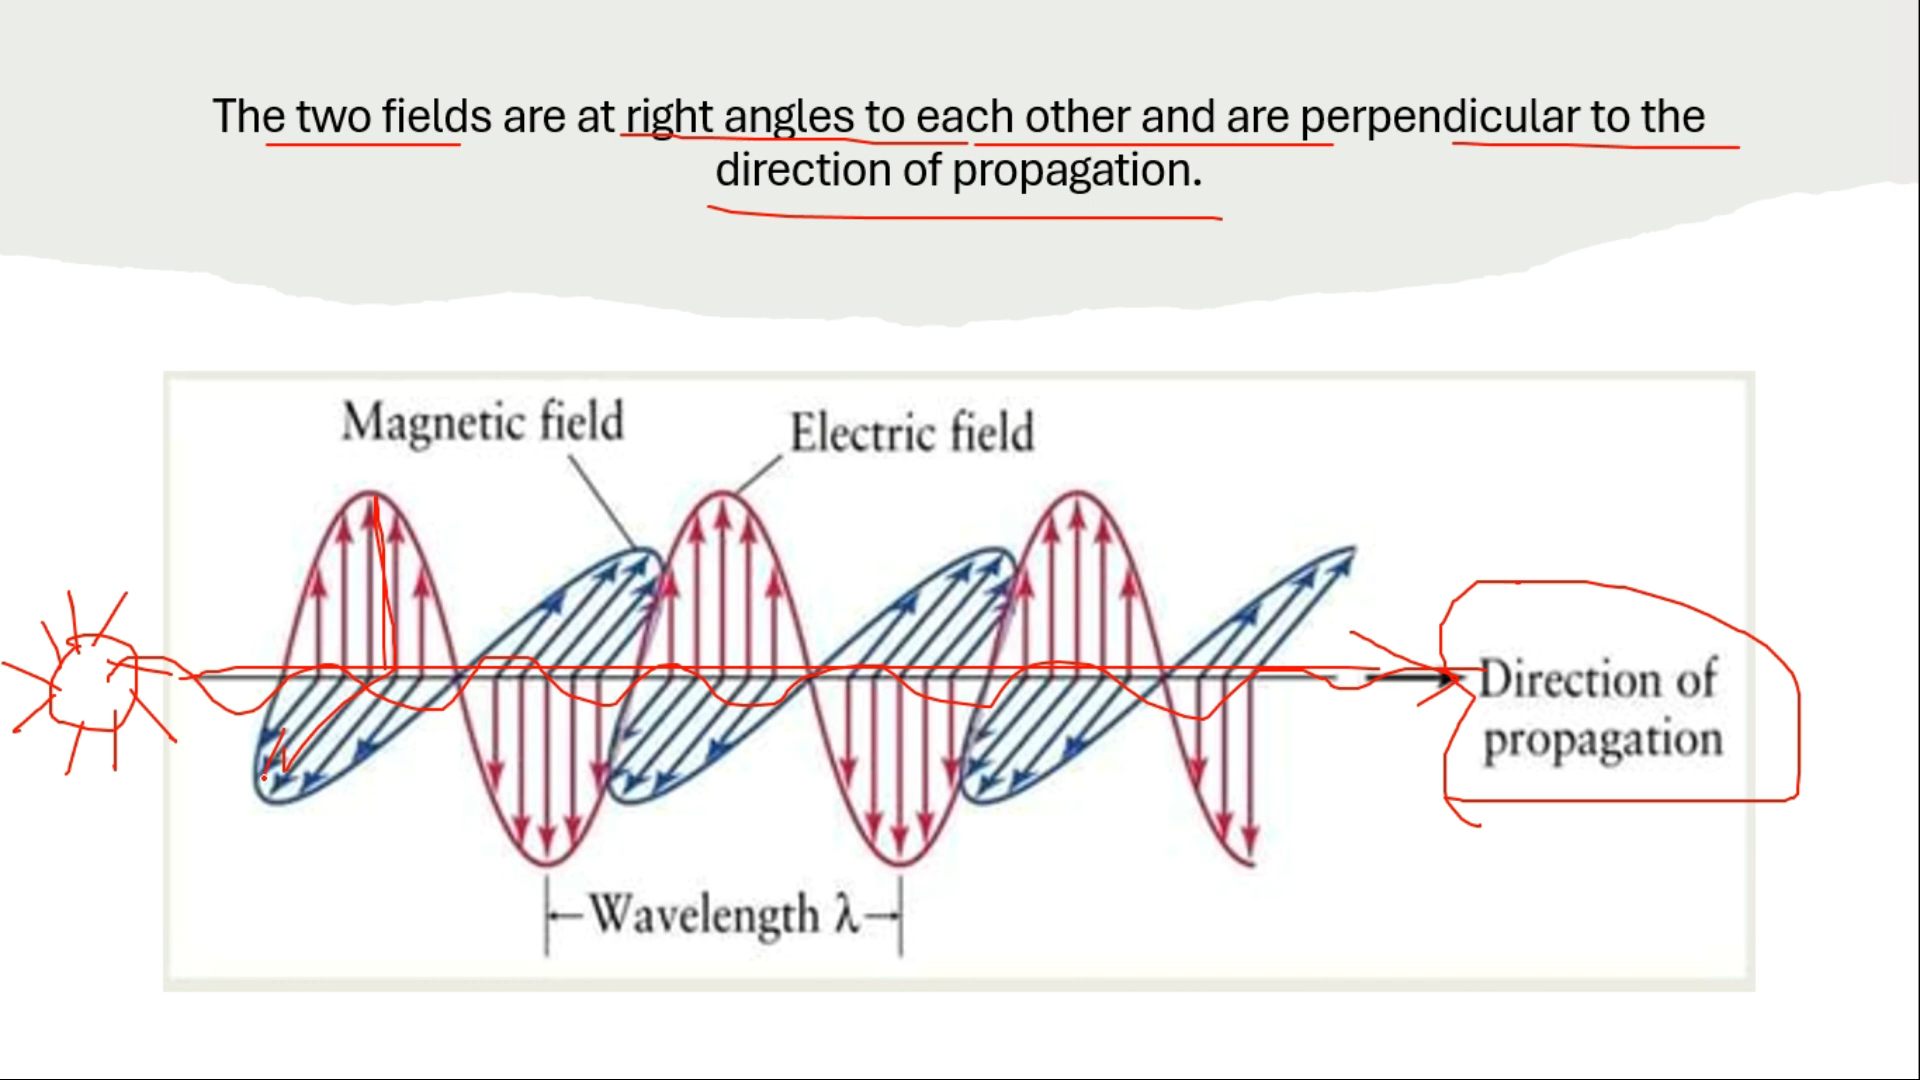 The two fields are at right angles to each other and are perpendicular to the
direction of propagation.
Magnetic field
Electric field
Direction of
propagation
Wavelength λ